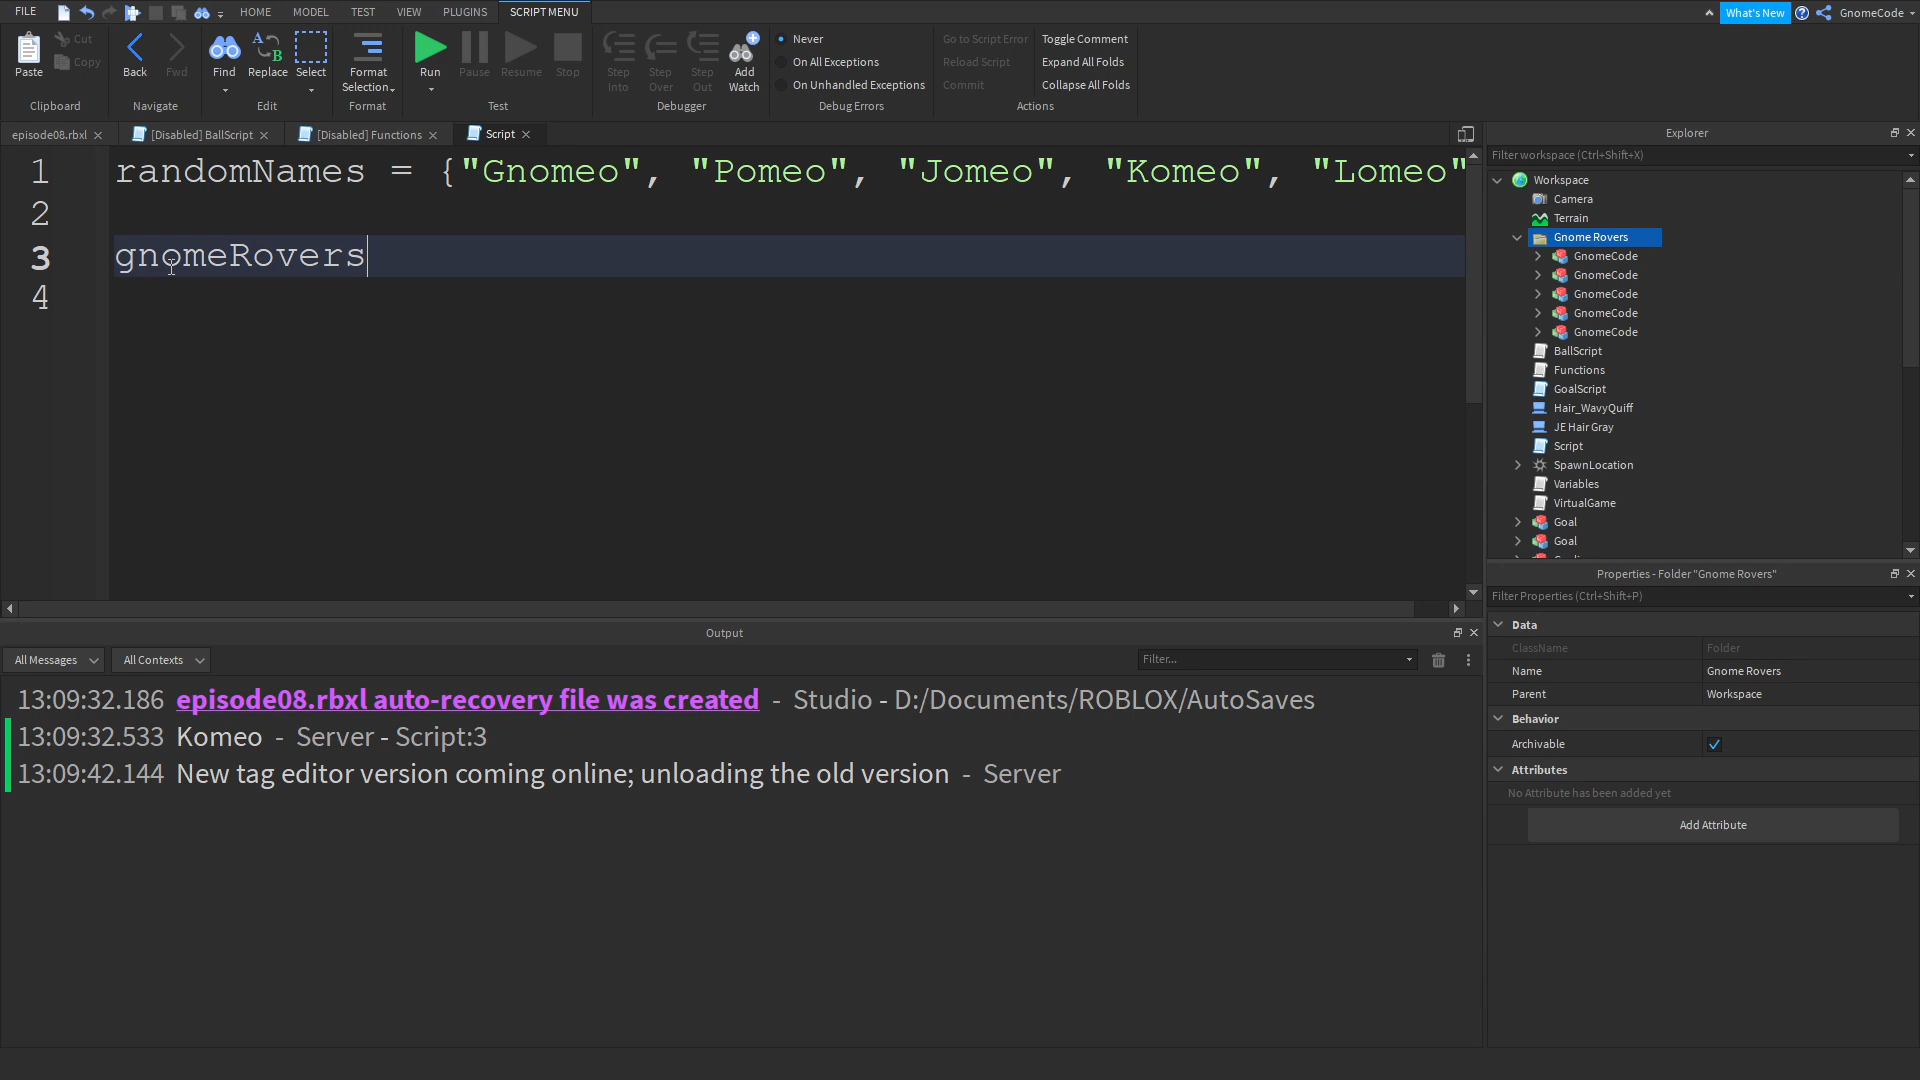 FILE
HOME MODEL TEST VIEW PLUGINS SCRIPT MENU
What's New GnomeCode
Paste Cut Copy
Clipboard
Back Fwd
Navigate
Find Replace Select
Edit
Format Selection
Format
Run Pause Resume Stop
Test
Step Into Step Over Step Out Add Watch
Debugger
Never
On All Exceptions
On Unhandled Exceptions
Debug Errors
Go to Script Error
Reload Script
Commit
Toggle Comment
Expand All Folds
Collapse All Folds
Actions
episode08.rbxl [Disabled] BallScript [Disabled] Functions Script
1 randomNames = {"Gnomeo", "Pomeo", "Jomeo", "Komeo", "Lomeo"
2
3 gnomeRovers
4
Explorer
Filter workspace (Ctrl+Shift+X)
Workspace
Camera
Terrain
Gnome Rovers
GnomeCode
GnomeCode
GnomeCode
GnomeCode
GnomeCode
BallScript
Functions
GoalScript
Hair_WavyQuiff
JE Hair Gray
Script
SpawnLocation
Variables
VirtualGame
Goal
Goal
Properties - Folder "Gnome Rovers"
Filter Properties (Ctrl+Shift+P)
Data
ClassName Folder
Name Gnome Rovers
Parent Workspace
Behavior
Archivable
Attributes
No Attribute has been added yet
Add Attribute
Output
All Messages All Contexts Filter...
13:09:32.186 episode08.rbxl auto-recovery file was created - Studio - D:/Documents/ROBLOX/AutoSaves
13:09:32.533 Komeo - Server - Script:3
13:09:42.144 New tag editor version coming online; unloading the old version - Server